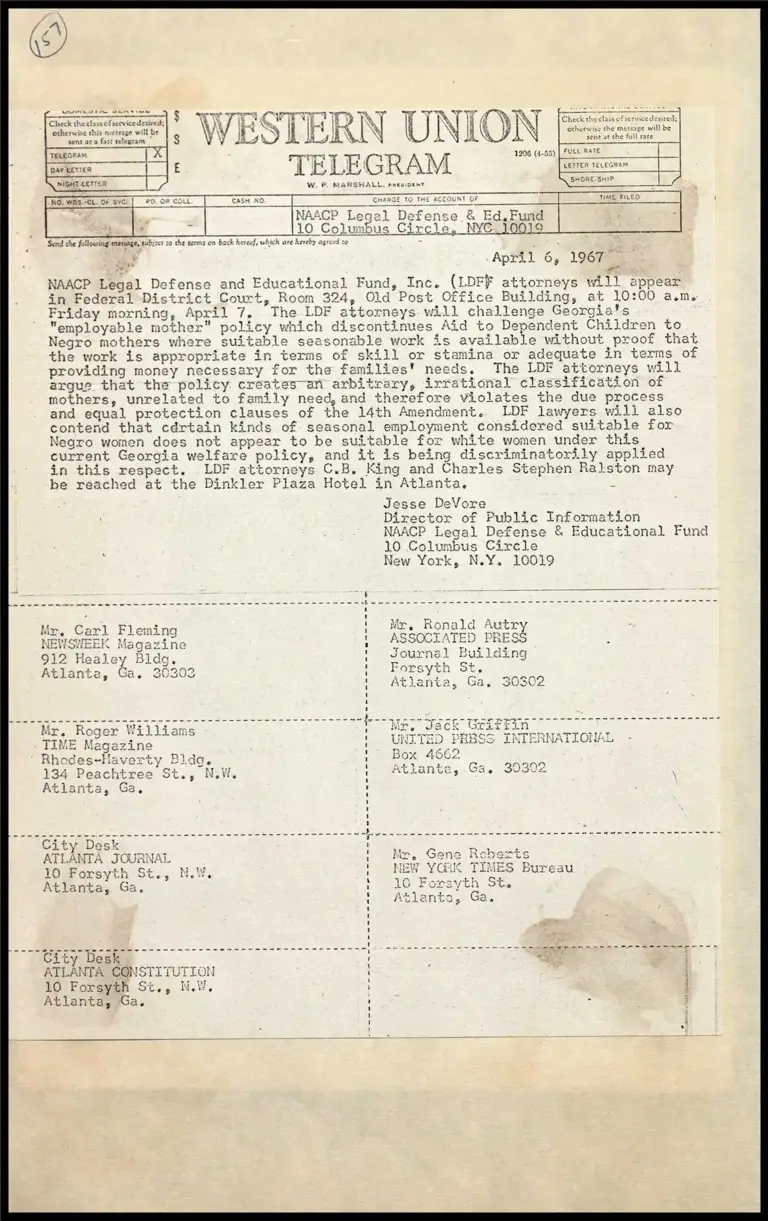 157
Check the class of service desired;
otherwise this message will be
sent as a fast telegram
TELEGRAM X
DAY LETTER
NIGHT LETTER
$
S
E
WESTERN UNION
TELEGRAM
1206 (4-55)
W. P. MARSHALL, PRESIDENT
Check the class of service desired;
otherwise the message will be
sent at the full rate
FULL RATE
LETTER TELEGRAM
SHORE-SHIP
NO. WDS.-CL. OF SVC. PD. OR COLL. CASH NO. CHARGE TO THE ACCOUNT OF TIME FILED
NAACP Legal Defense & Ed.Fund
10 Columbus Circle, NYC 10019
Send the following message, subject to the terms on back hereof, which are hereby agreed to
April 6, 1967
NAACP Legal Defense and Educational Fund, Inc. (LDF) attorneys will appear
in Federal District Court, Room 324, Old Post Office Building, at 10:00 a.m.
Friday morning, April 7. The LDF attorneys will challenge Georgia's
"employable mother" policy which discontinues Aid to Dependent Children to
Negro mothers where suitable seasonable work is available without proof that
the work is appropriate in terms of skill or stamina or adequate in terms of
providing money necessary for the families' needs. The LDF attorneys will
argue that the policy creates an arbitrary, irrational classification of
mothers, unrelated to family need, and therefore violates the due process
and equal protection clauses of the 14th Amendment. LDF lawyers will also
contend that certain kinds of seasonal employment considered suitable for
Negro women does not appear to be suitable for white women under this
current Georgia welfare policy, and it is being discriminatorily applied
in this respect. LDF attorneys C.B. King and Charles Stephen Ralston may
be reached at the Dinkler Plaza Hotel in Atlanta.
Jesse DeVore
Director of Public Information
NAACP Legal Defense & Educational Fund
10 Columbus Circle
New York, N.Y. 10019
Mr. Carl Fleming
NEWSWEEK Magazine
912 Healey Bldg.
Atlanta, Ga. 30303
Mr. Ronald Autry
ASSOCIATED PRESS
Journal Building
Forsyth St.
Atlanta, Ga. 30302
Mr. Roger Williams
TIME Magazine
Rhodes-Haverty Bldg.
134 Peachtree St., N.W.
Atlanta, Ga.
Mr. Jack Griffin
UNITED PRESS INTERNATIONAL
Box 4662
Atlanta, Ga. 30302
City Desk
ATLANTA JOURNAL
10 Forsyth St., N.W.
Atlanta, Ga.
Mr. Gene Roberts
NEW YORK TIMES Bureau
10 Forsyth St.
Atlanta, Ga.
City Desk
ATLANTA CONSTITUTION
10 Forsyth St., N.W.
Atlanta, Ga.